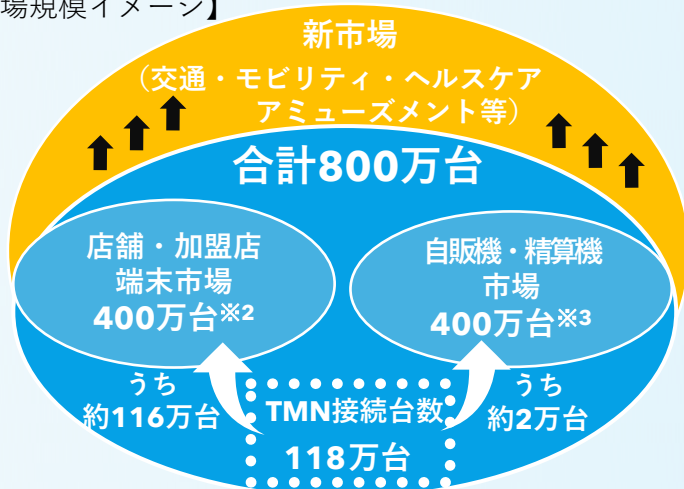 場規模イメージ】
新市場
（交通・モビリティ・ヘルスケア
アミューズメント等）
合計800万台
店舗・加盟店
端末市場
400万台※2
自販機・精算機
市場
400万台※3
うち
約116万台
TMN接続台数
118万台
うち
約2万台